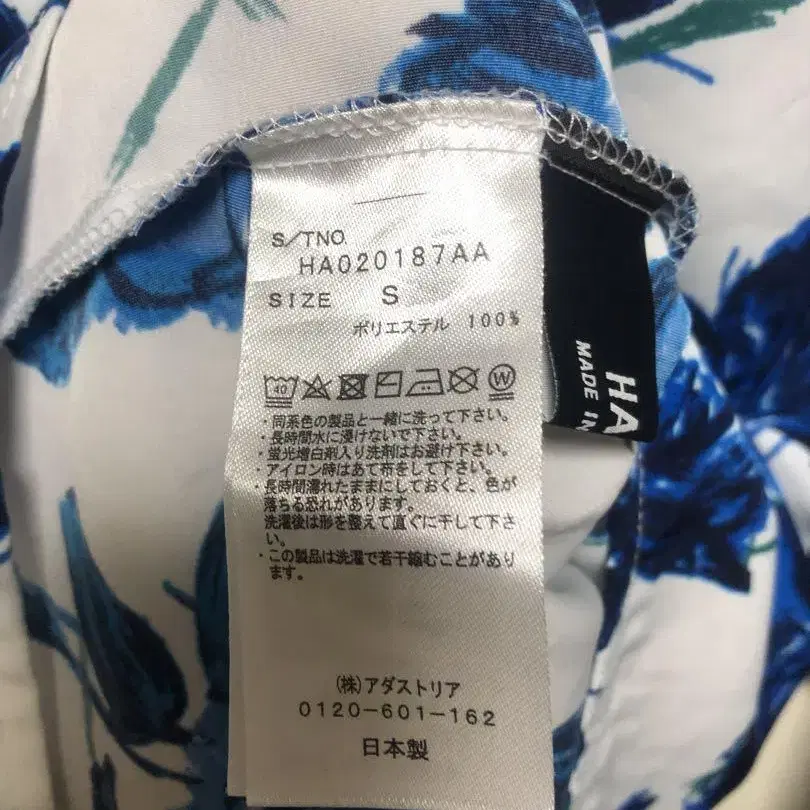 S/TNO.
HA020187AA
SIZE S
ポリエステル 100%
40
W
・同系色の製品と一緒に洗って下さい。
・長時間水に浸けないで下さい。
・蛍光増白剤入り洗剤はお避け下さい。
・アイロン時はあて布をして下さい。
・長時間濡れたままにしておくと、色が
落ちる恐れがあります。
洗濯後は形を整えて直ぐに干して下さ
い。
・この製品は洗濯で若干縮むことがあり
ます。
(株)アダストリア
0120-601-162
日本製
HA
MADE IN